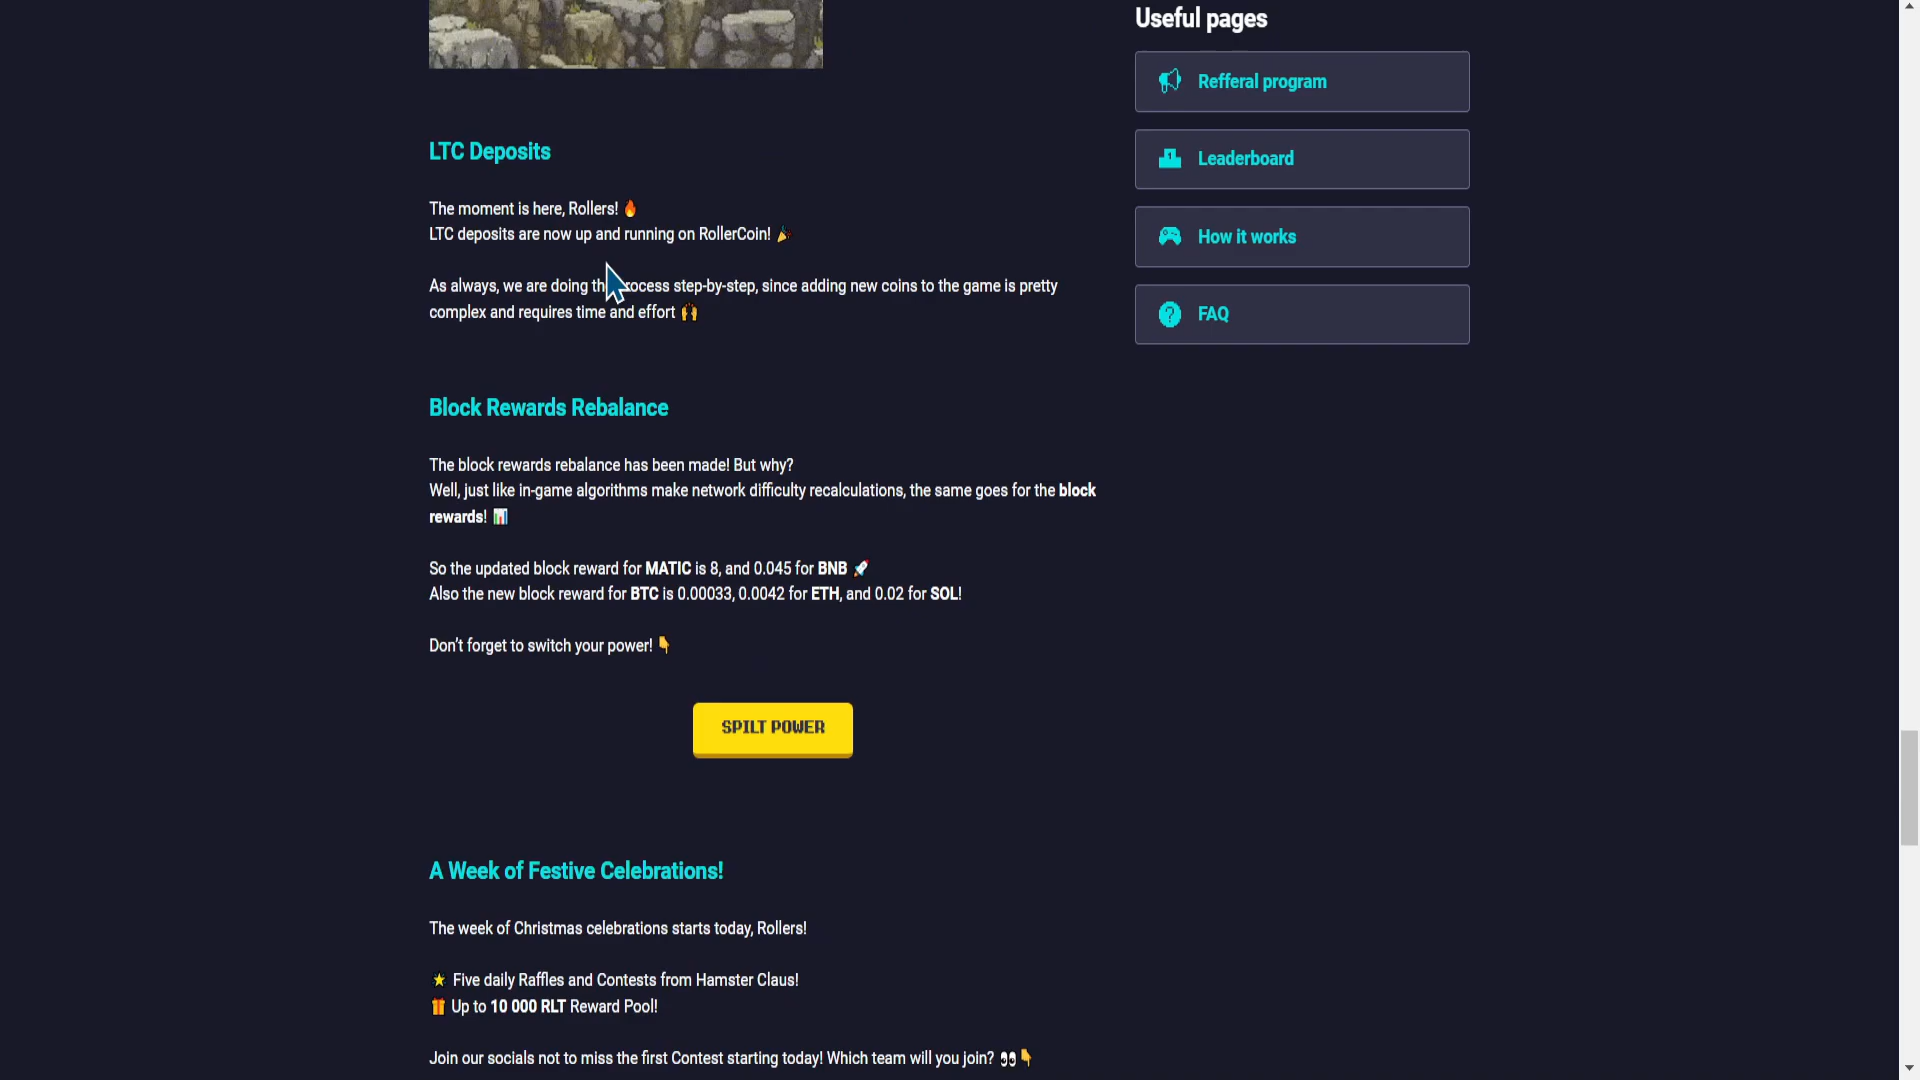 Useful pages
Refferal program
Leaderboard
How it works
FAQ
LTC Deposits
The moment is here, Rollers! 🔥
LTC deposits are now up and running on RollerCoin! 🎉
As always, we are doing th ocess step-by-step, since adding new coins to the game is pretty
complex and requires time and effort 🙌
Block Rewards Rebalance
The block rewards rebalance has been made! But why?
Well, just like in-game algorithms make network difficulty recalculations, the same goes for the block
rewards! 📊
So the updated block reward for MATIC is 8, and 0.045 for BNB 🚀
Also the new block reward for BTC is 0.00033, 0.0042 for ETH, and 0.02 for SOL!
Don't forget to switch your power! 👇
SPILT POWER
A Week of Festive Celebrations!
The week of Christmas celebrations starts today, Rollers!
🌟 Five daily Raffles and Contests from Hamster Claus!
🎁 Up to 10 000 RLT Reward Pool!
Join our socials not to miss the first Contest starting today! Which team will you join? 👀👇